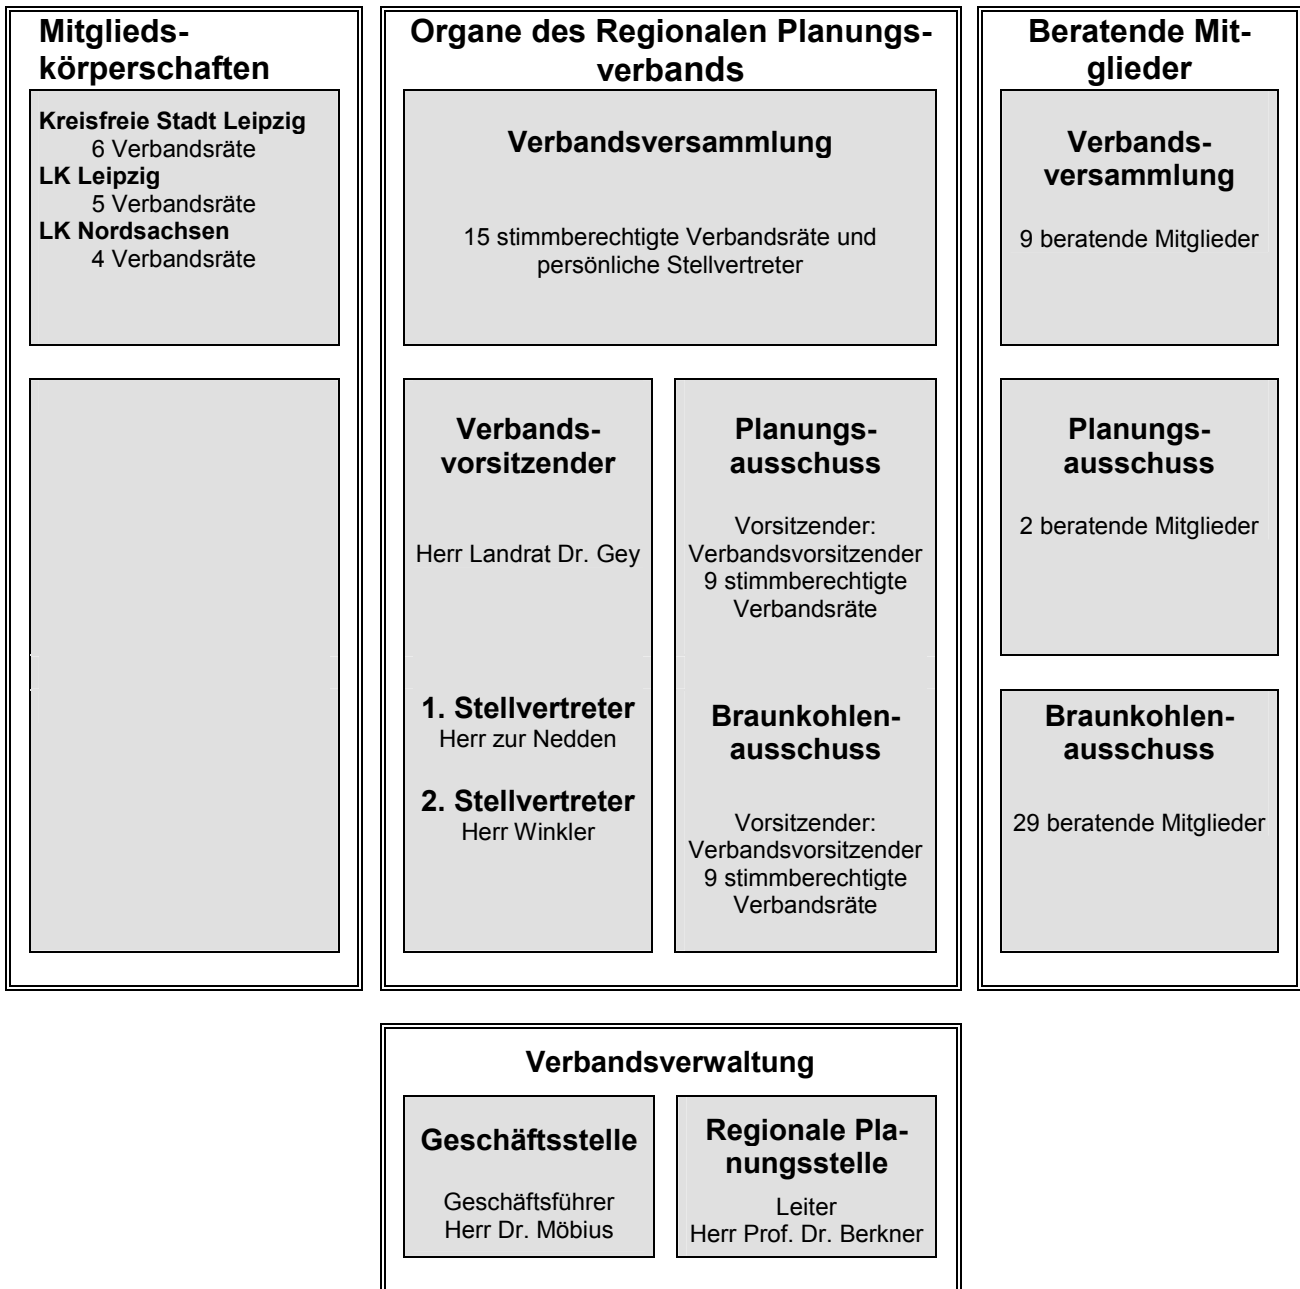 Mitglieds-
körperschaften
Kreisfreie Stadt Leipzig
6 Verbandsräte
LK Leipzig
5 Verbandsräte
LK Nordsachsen
4 Verbandsräte
Organe des Regionalen Planungs-
verbands
Verbandsversammlung
15 stimmberechtigte Verbandsräte und
persönliche Stellvertreter
Verbands-
vorsitzender
Herr Landrat Dr. Gey
1. Stellvertreter
Herr zur Nedden
2. Stellvertreter
Herr Winkler
Planungs-
ausschuss
Vorsitzender:
Verbandsvorsitzender
9 stimmberechtigte
Verbandsräte
Braunkohlen-
ausschuss
Vorsitzender:
Verbandsvorsitzender
9 stimmberechtigte
Verbandsräte
Beratende Mit-
glieder
Verbands-
versammlung
9 beratende Mitglieder
Planungs-
ausschuss
2 beratende Mitglieder
Braunkohlen-
ausschuss
29 beratende Mitglieder
Verbandsverwaltung
Geschäftsstelle
Geschäftsführer
Herr Dr. Möbius
Regionale Pla-
nungsstelle
Leiter
Herr Prof. Dr. Berkner